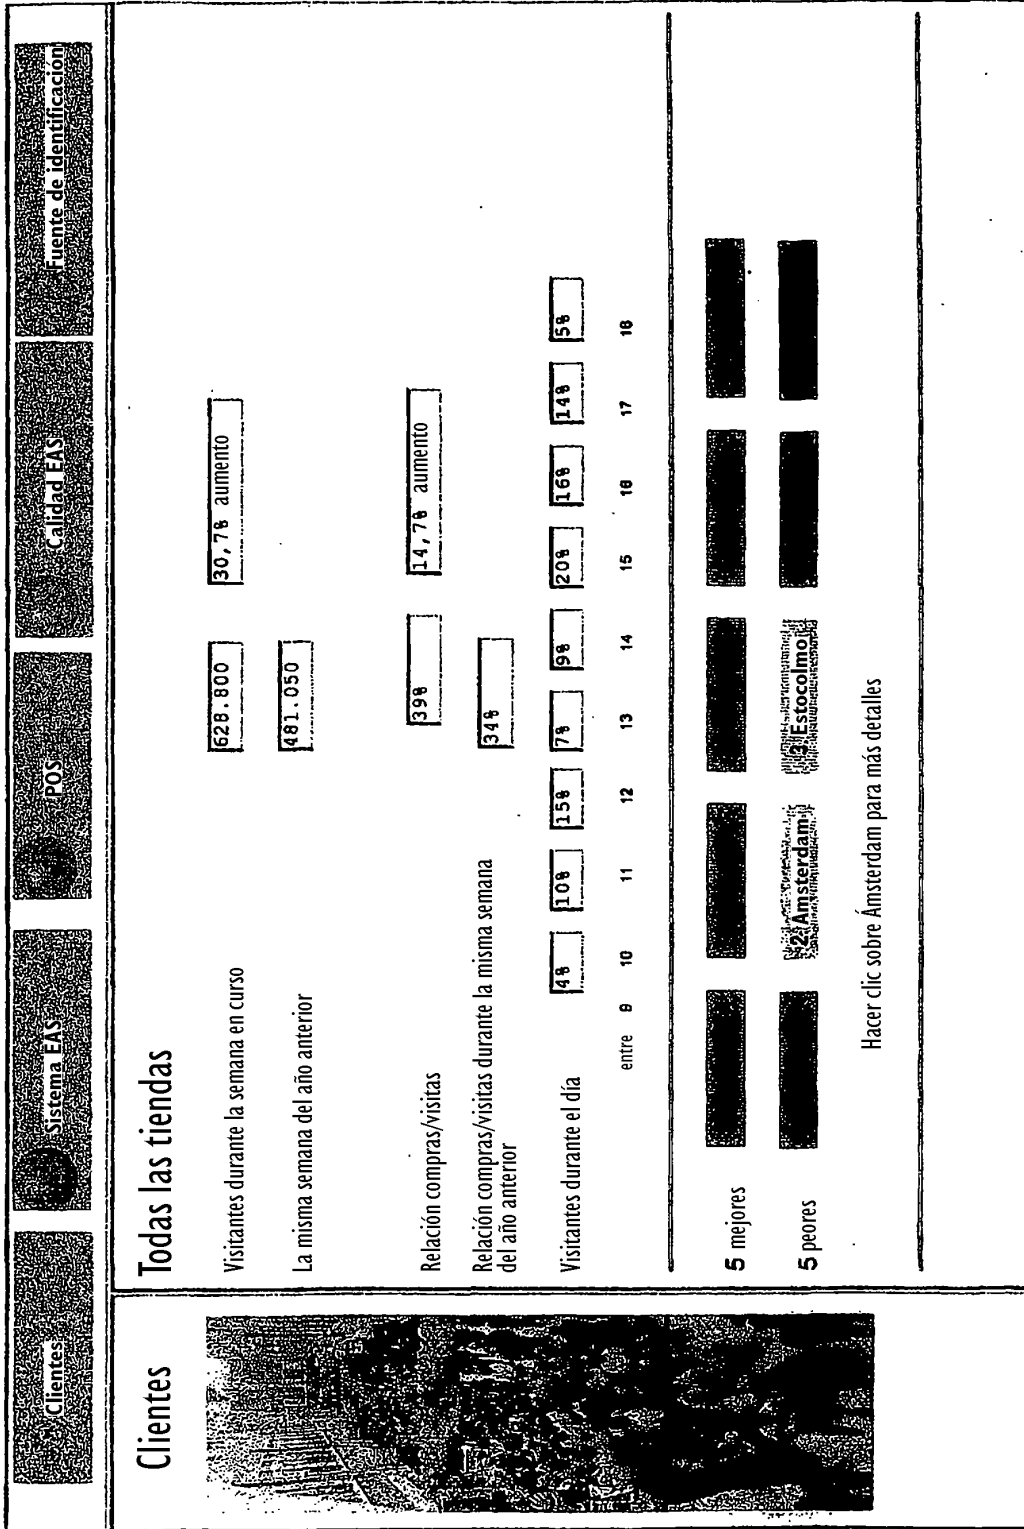 Clientes
Sistema EAS
POS
Calidad EAS
Fuente de identificación
Clientes
Todas las tiendas
Visitantes durante la semana en curso
628.800
30,7% aumento
La misma semana del año anterior
481.050
Relación compras/visitas
39%
14,7% aumento
Relación compras/visitas durante la misma semana
del año anterior
34%
Visitantes durante el día
4% 10% 15% 7% 9% 20% 16% 14% 5%
entre 9 10 11 12 13 14 15 16 17 18
5 mejores
5 peores
2. Ámsterdam
3. Estocolmo
Hacer clic sobre Ámsterdam para más detalles